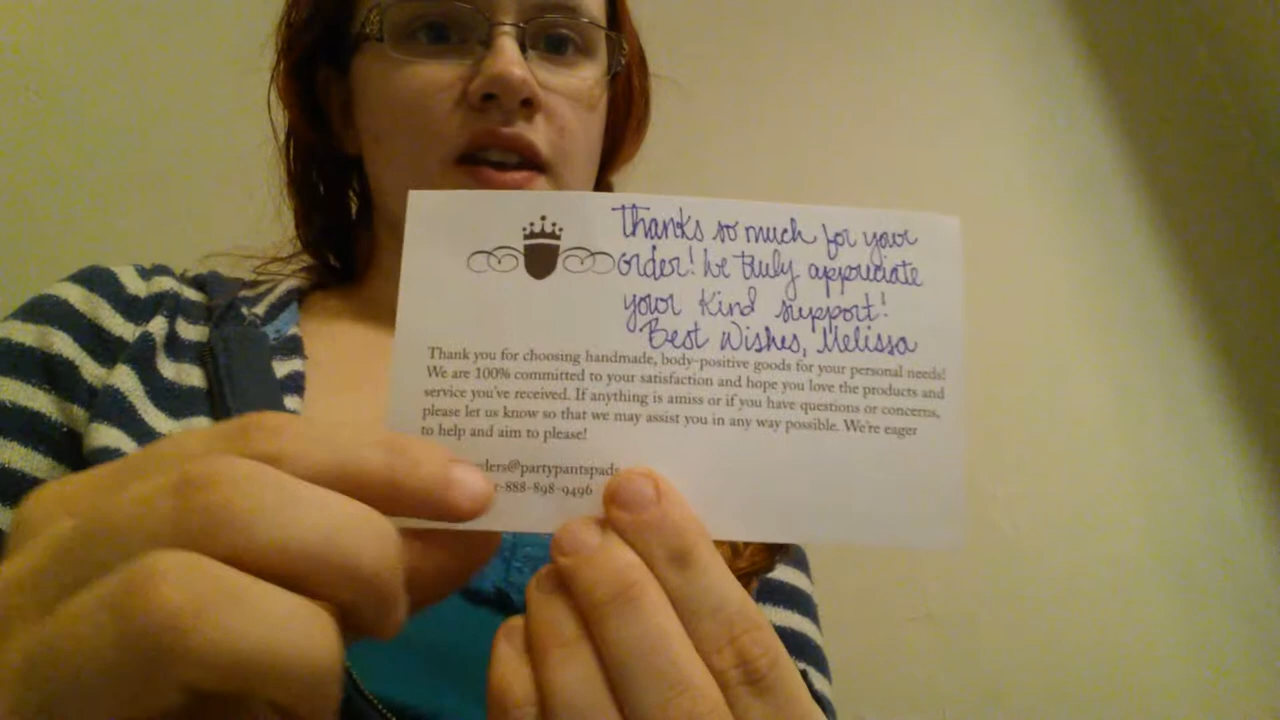 Thanks so much for your
order! We truly appreciate
your Kind support!
Best Wishes, Melissa
Thank you for choosing handmade, body-positive goods for your personal needs!
We are 100% committed to your satisfaction and hope you love the products and
service you've received. If anything is amiss or if you have questions or concerns,
please let us know so that we may assist you in any way possible. We're eager
to help and aim to please!
ders@partypantspads
1-888-898-9496